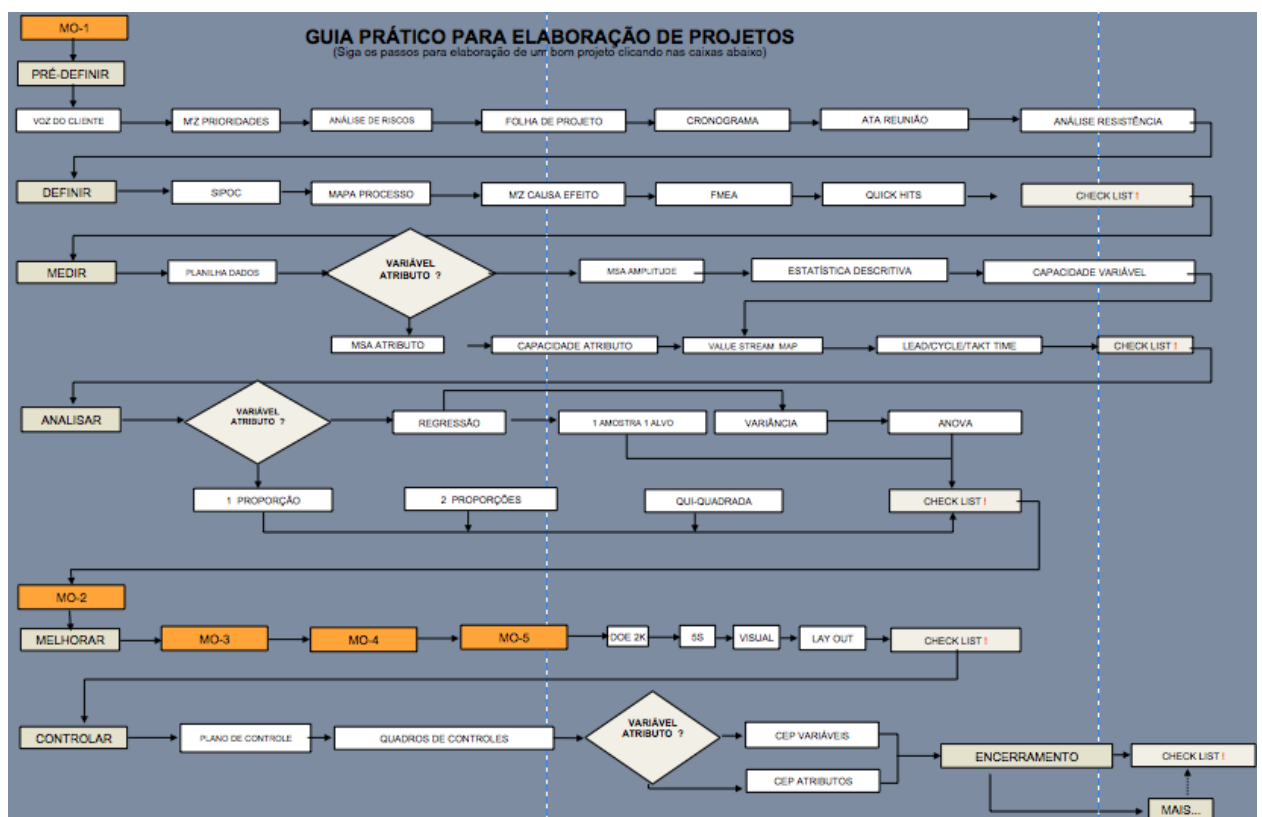 MO-1
GUIA PRÁTICO PARA ELABORAÇÃO DE PROJETOS
(Siga os passos para elaboração de um bom projeto clicando nas caixas abaixo)
PRÉ-DEFINIR
VOZ DO CLIENTE
M'Z PRIORIDADES
ANÁLISE DE RISCOS
FOLHA DE PROJETO
CRONOGRAMA
ATA REUNIÃO
ANÁLISE RESISTÊNCIA
DEFINIR
SIPOC
MAPA PROCESSO
M'Z CAUSA EFEITO
FMEA
QUICK HITS
CHECK LIST !
MEDIR
PLANILHA DADOS
VARIÁVEL
ATRIBUTO ?
MSA AMPLITUDE
ESTATÍSTICA DESCRITIVA
CAPACIDADE VARIÁVEL
MSA ATRIBUTO
CAPACIDADE ATRIBUTO
VALUE STREAM MAP
LEAD/CYCLE/TAKT TIME
CHECK LIST !
ANALISAR
VARIÁVEL
ATRIBUTO ?
REGRESSÃO
1 AMOSTRA 1 ALVO
VARIÂNCIA
ANOVA
1 PROPORÇÃO
2 PROPORÇÕES
QUI-QUADRADA
CHECK LIST !
MO-2
MELHORAR
MO-3
MO-4
MO-5
DOE 2K
5S
VISUAL
LAY OUT
CHECK LIST !
CONTROLAR
PLANO DE CONTROLE
QUADROS DE CONTROLES
VARIÁVEL
ATRIBUTO ?
CEP VARIÁVEIS
CEP ATRIBUTOS
ENCERRAMENTO
CHECK LIST !
MAIS...